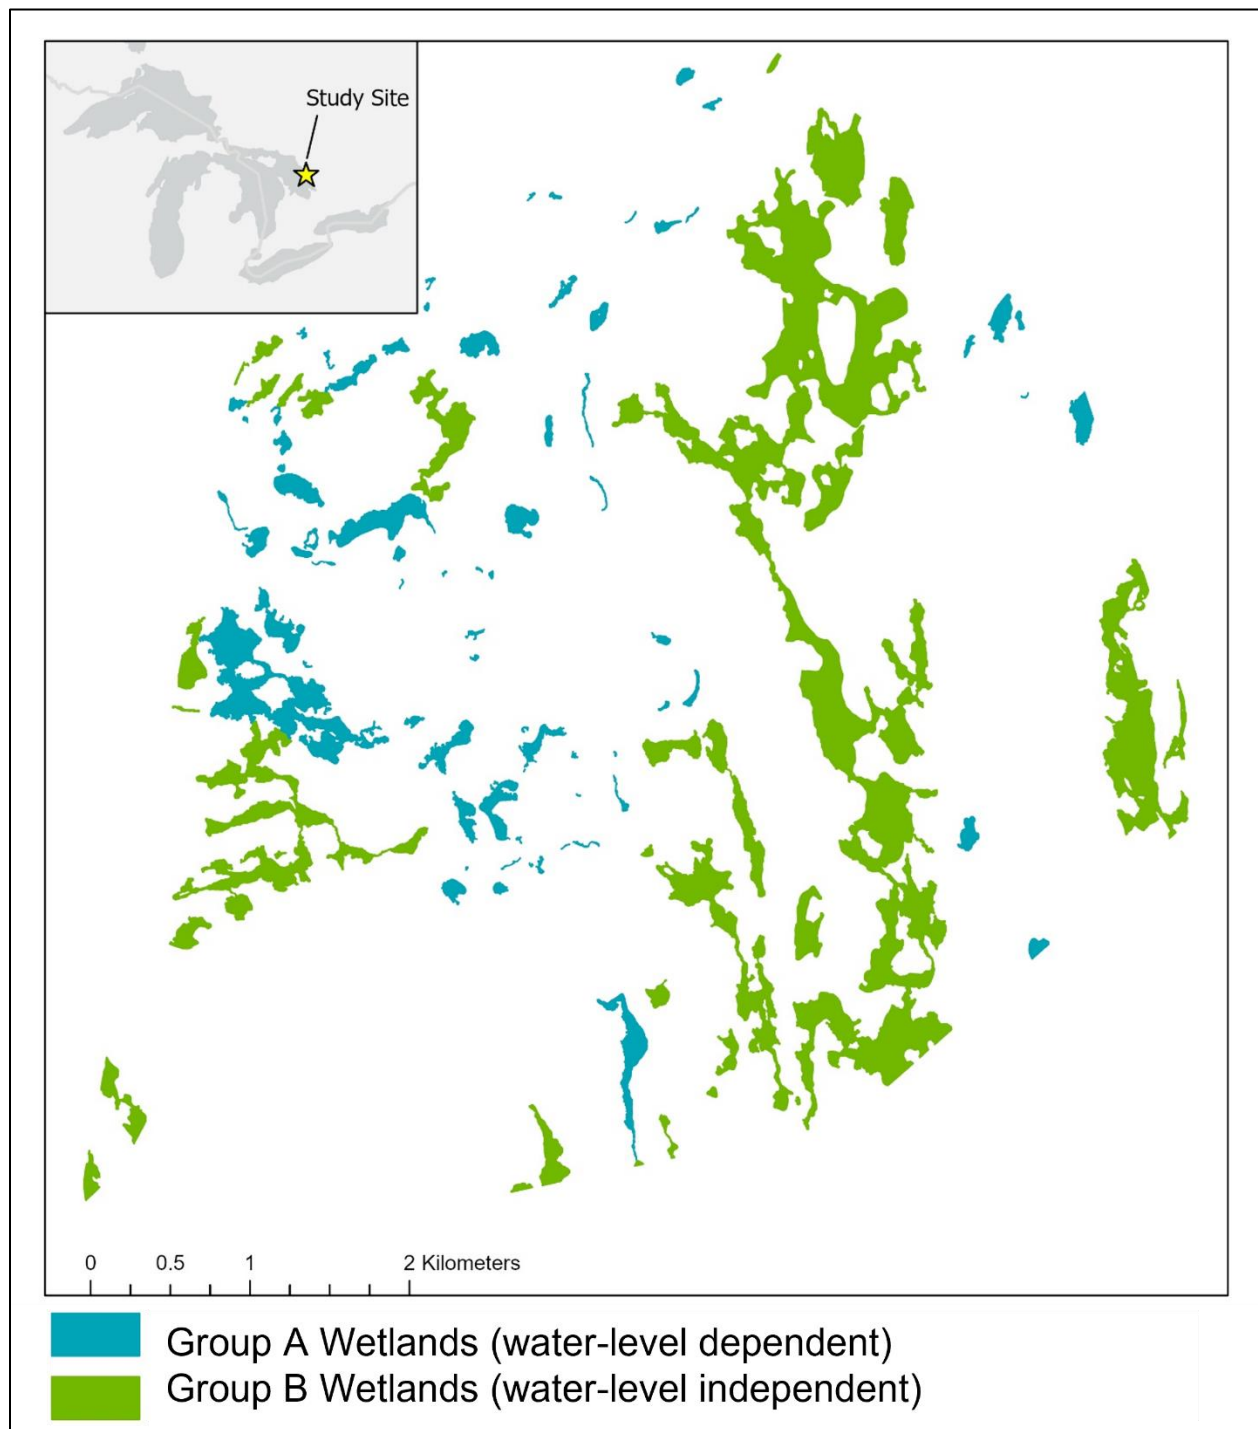 Study Site
0 0.5 1 2 Kilometers
Group A Wetlands (water-level dependent)
Group B Wetlands (water-level independent)